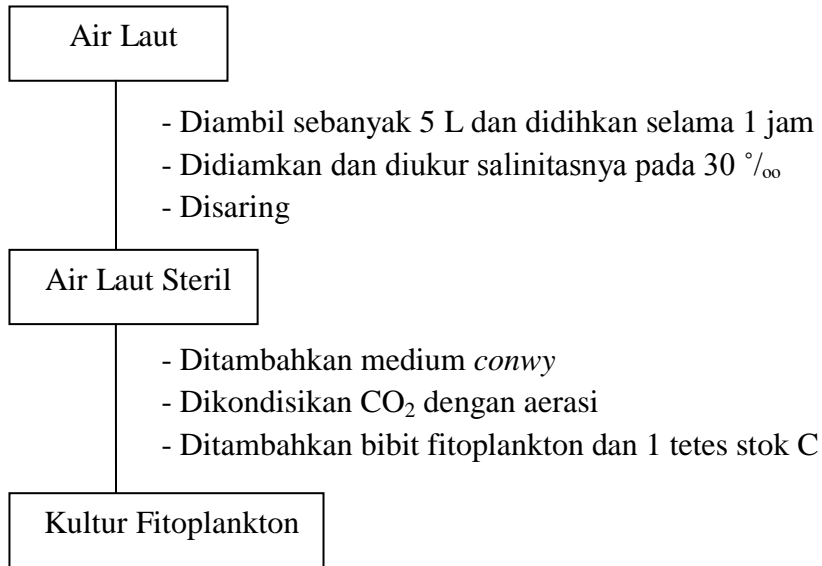 Air Laut
- Diambil sebanyak 5 L dan didihkan selama 1 jam
- Didiamkan dan diukur salinitasnya pada 30 °/₀₀
- Disaring
Air Laut Steril
- Ditambahkan medium conwy
- Dikondisikan CO₂ dengan aerasi
- Ditambahkan bibit fitoplankton dan 1 tetes stok C
Kultur Fitoplankton